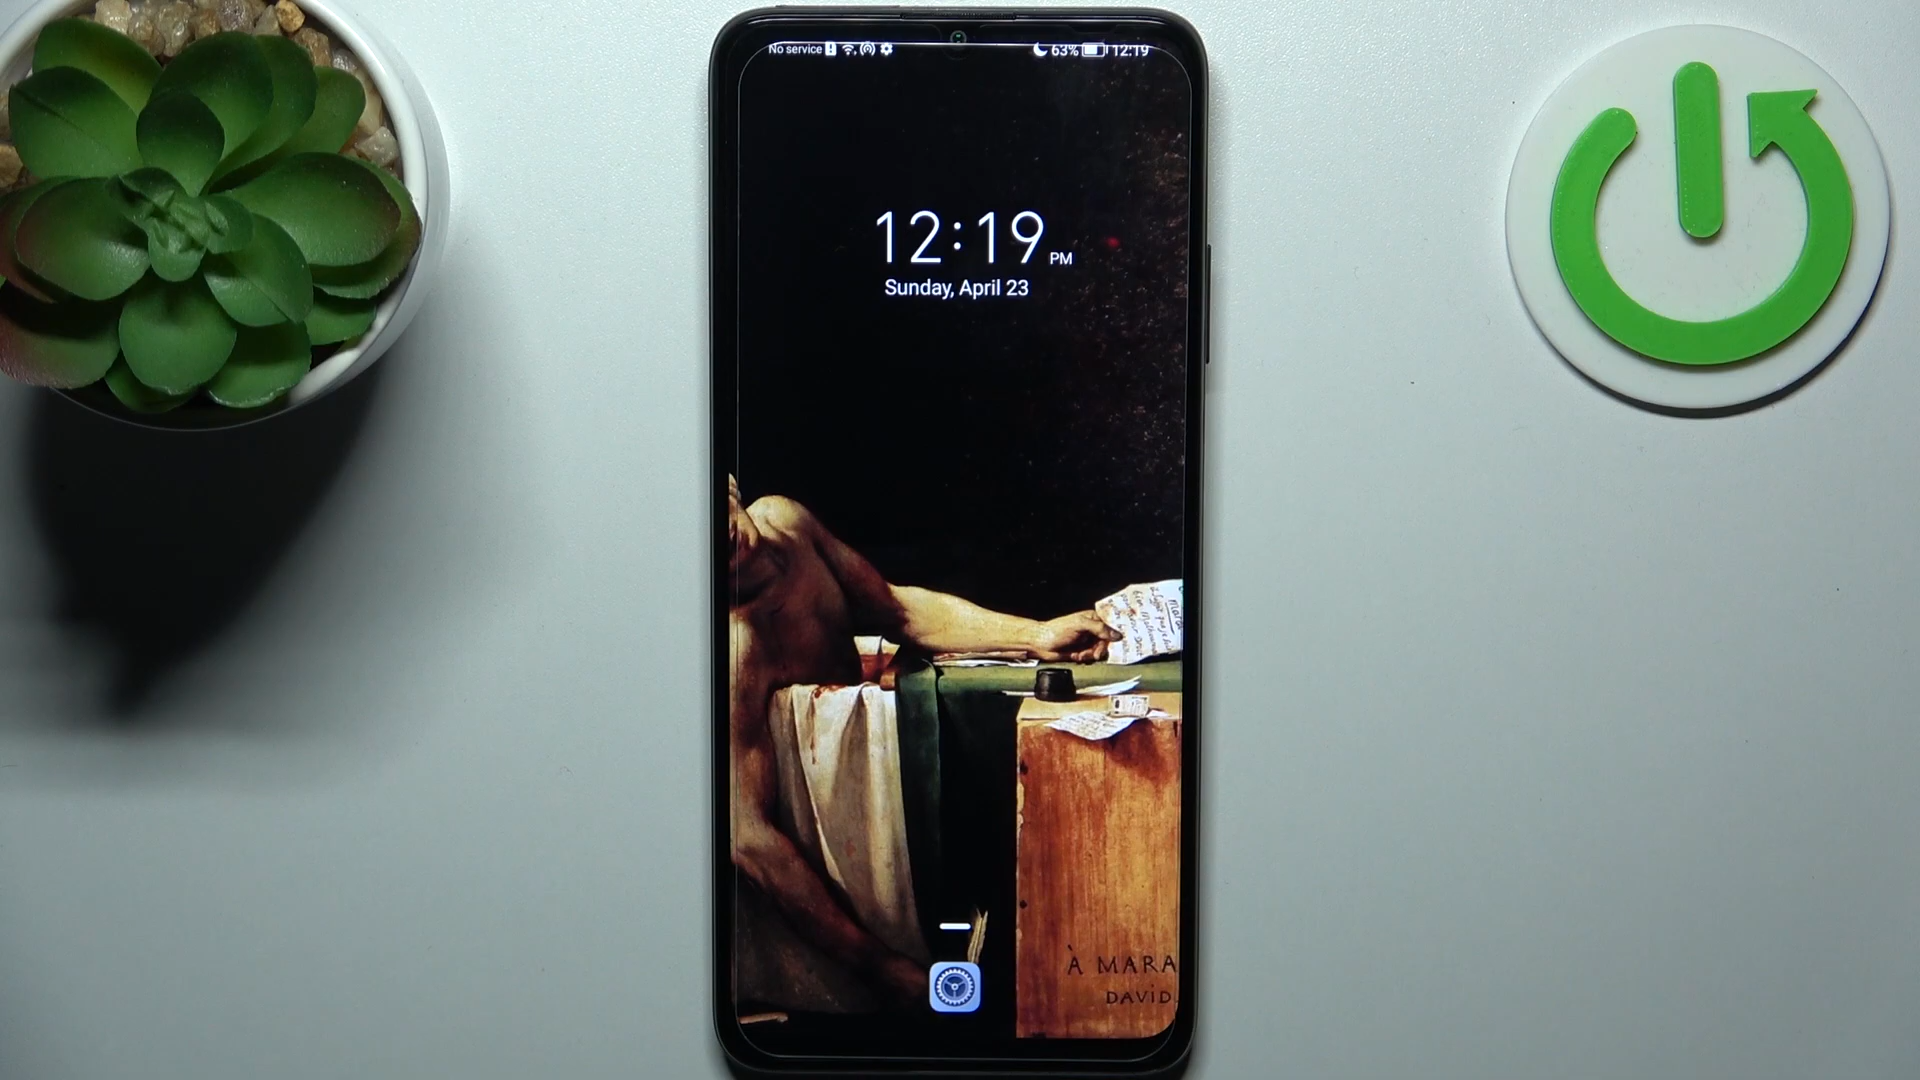 No service 63% 12:19
12:19 PM
Sunday, April 23
À MARA
DAVID